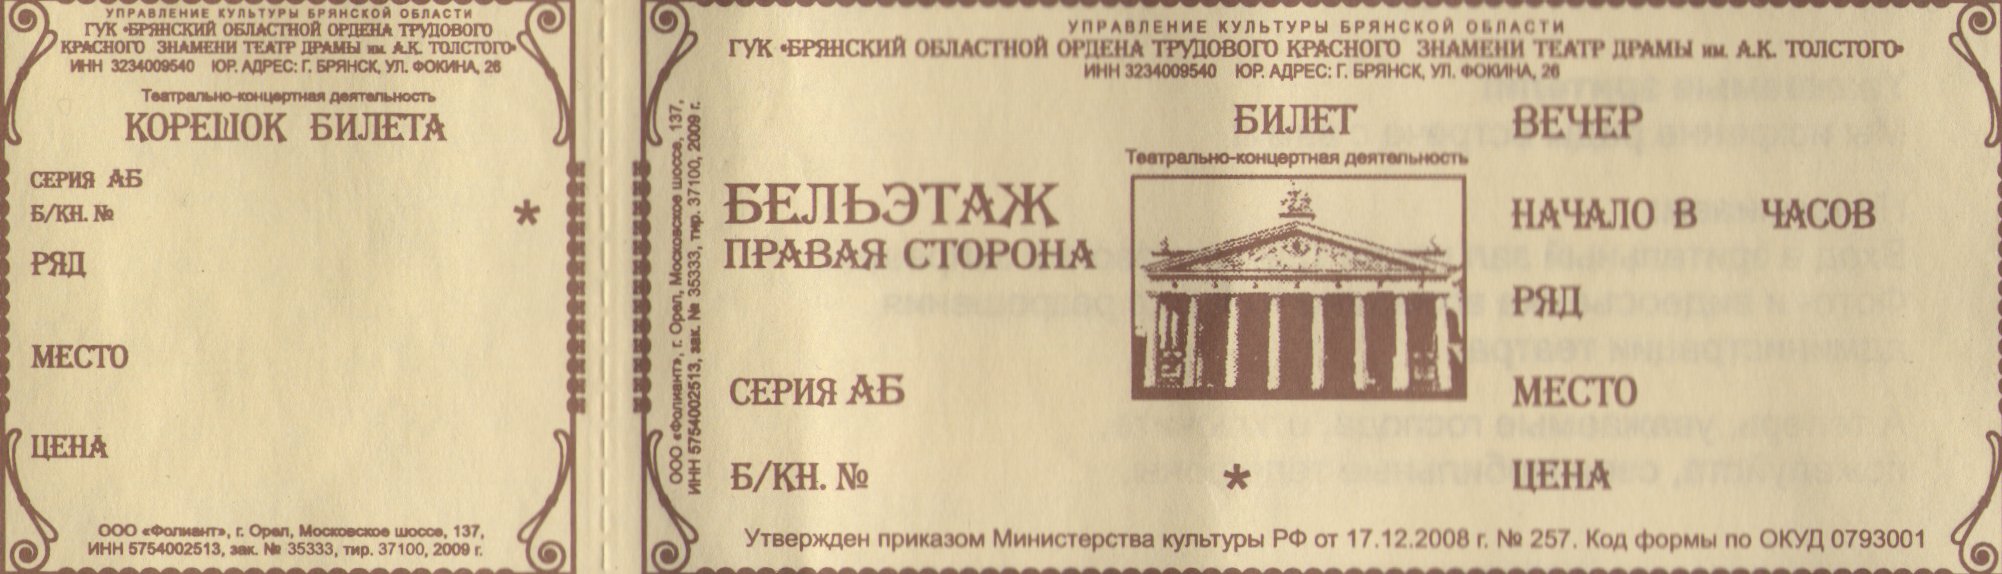 УПРАВЛЕНИЕ КУЛЬТУРЫ БРЯНСКОЙ ОБЛАСТИ
ГУК «БРЯНСКИЙ ОБЛАСТНОЙ ОРДЕНА ТРУДОВОГО
КРАСНОГО ЗНАМЕНИ ТЕАТР ДРАМЫ им. А.К. ТОЛСТОГО»
ИНН 3234009540 ЮР. АДРЕС: Г. БРЯНСК, УЛ. ФОКИНА, 26
Театрально-концертная деятельность
КОРЕШОК БИЛЕТА
СЕРИЯ АБ
Б/КН. № *
РЯД
МЕСТО
ЦЕНА
ООО «Фолиант», г. Орел, Московское шоссе, 137,
ИНН 5754002513, зак. № 35333, тир. 37100, 2009 г.
ООО «Фолиант», г. Орел, Московское шоссе, 137,
ИНН 5754002513, зак. № 35333, тир. 37100, 2009 г.
УПРАВЛЕНИЕ КУЛЬТУРЫ БРЯНСКОЙ ОБЛАСТИ
ГУК «БРЯНСКИЙ ОБЛАСТНОЙ ОРДЕНА ТРУДОВОГО КРАСНОГО ЗНАМЕНИ ТЕАТР ДРАМЫ им. А.К. ТОЛСТОГО»
ИНН 3234009540 ЮР. АДРЕС: Г. БРЯНСК, УЛ. ФОКИНА, 26
БИЛЕТ
Театрально-концертная деятельность
БЕЛЬЭТАЖ
ПРАВАЯ СТОРОНА
СЕРИЯ АБ
Б/КН. № *
ВЕЧЕР
НАЧАЛО В ЧАСОВ
РЯД
МЕСТО
ЦЕНА
Утвержден приказом Министерства культуры РФ от 17.12.2008 г. № 257. Код формы по ОКУД 0793001